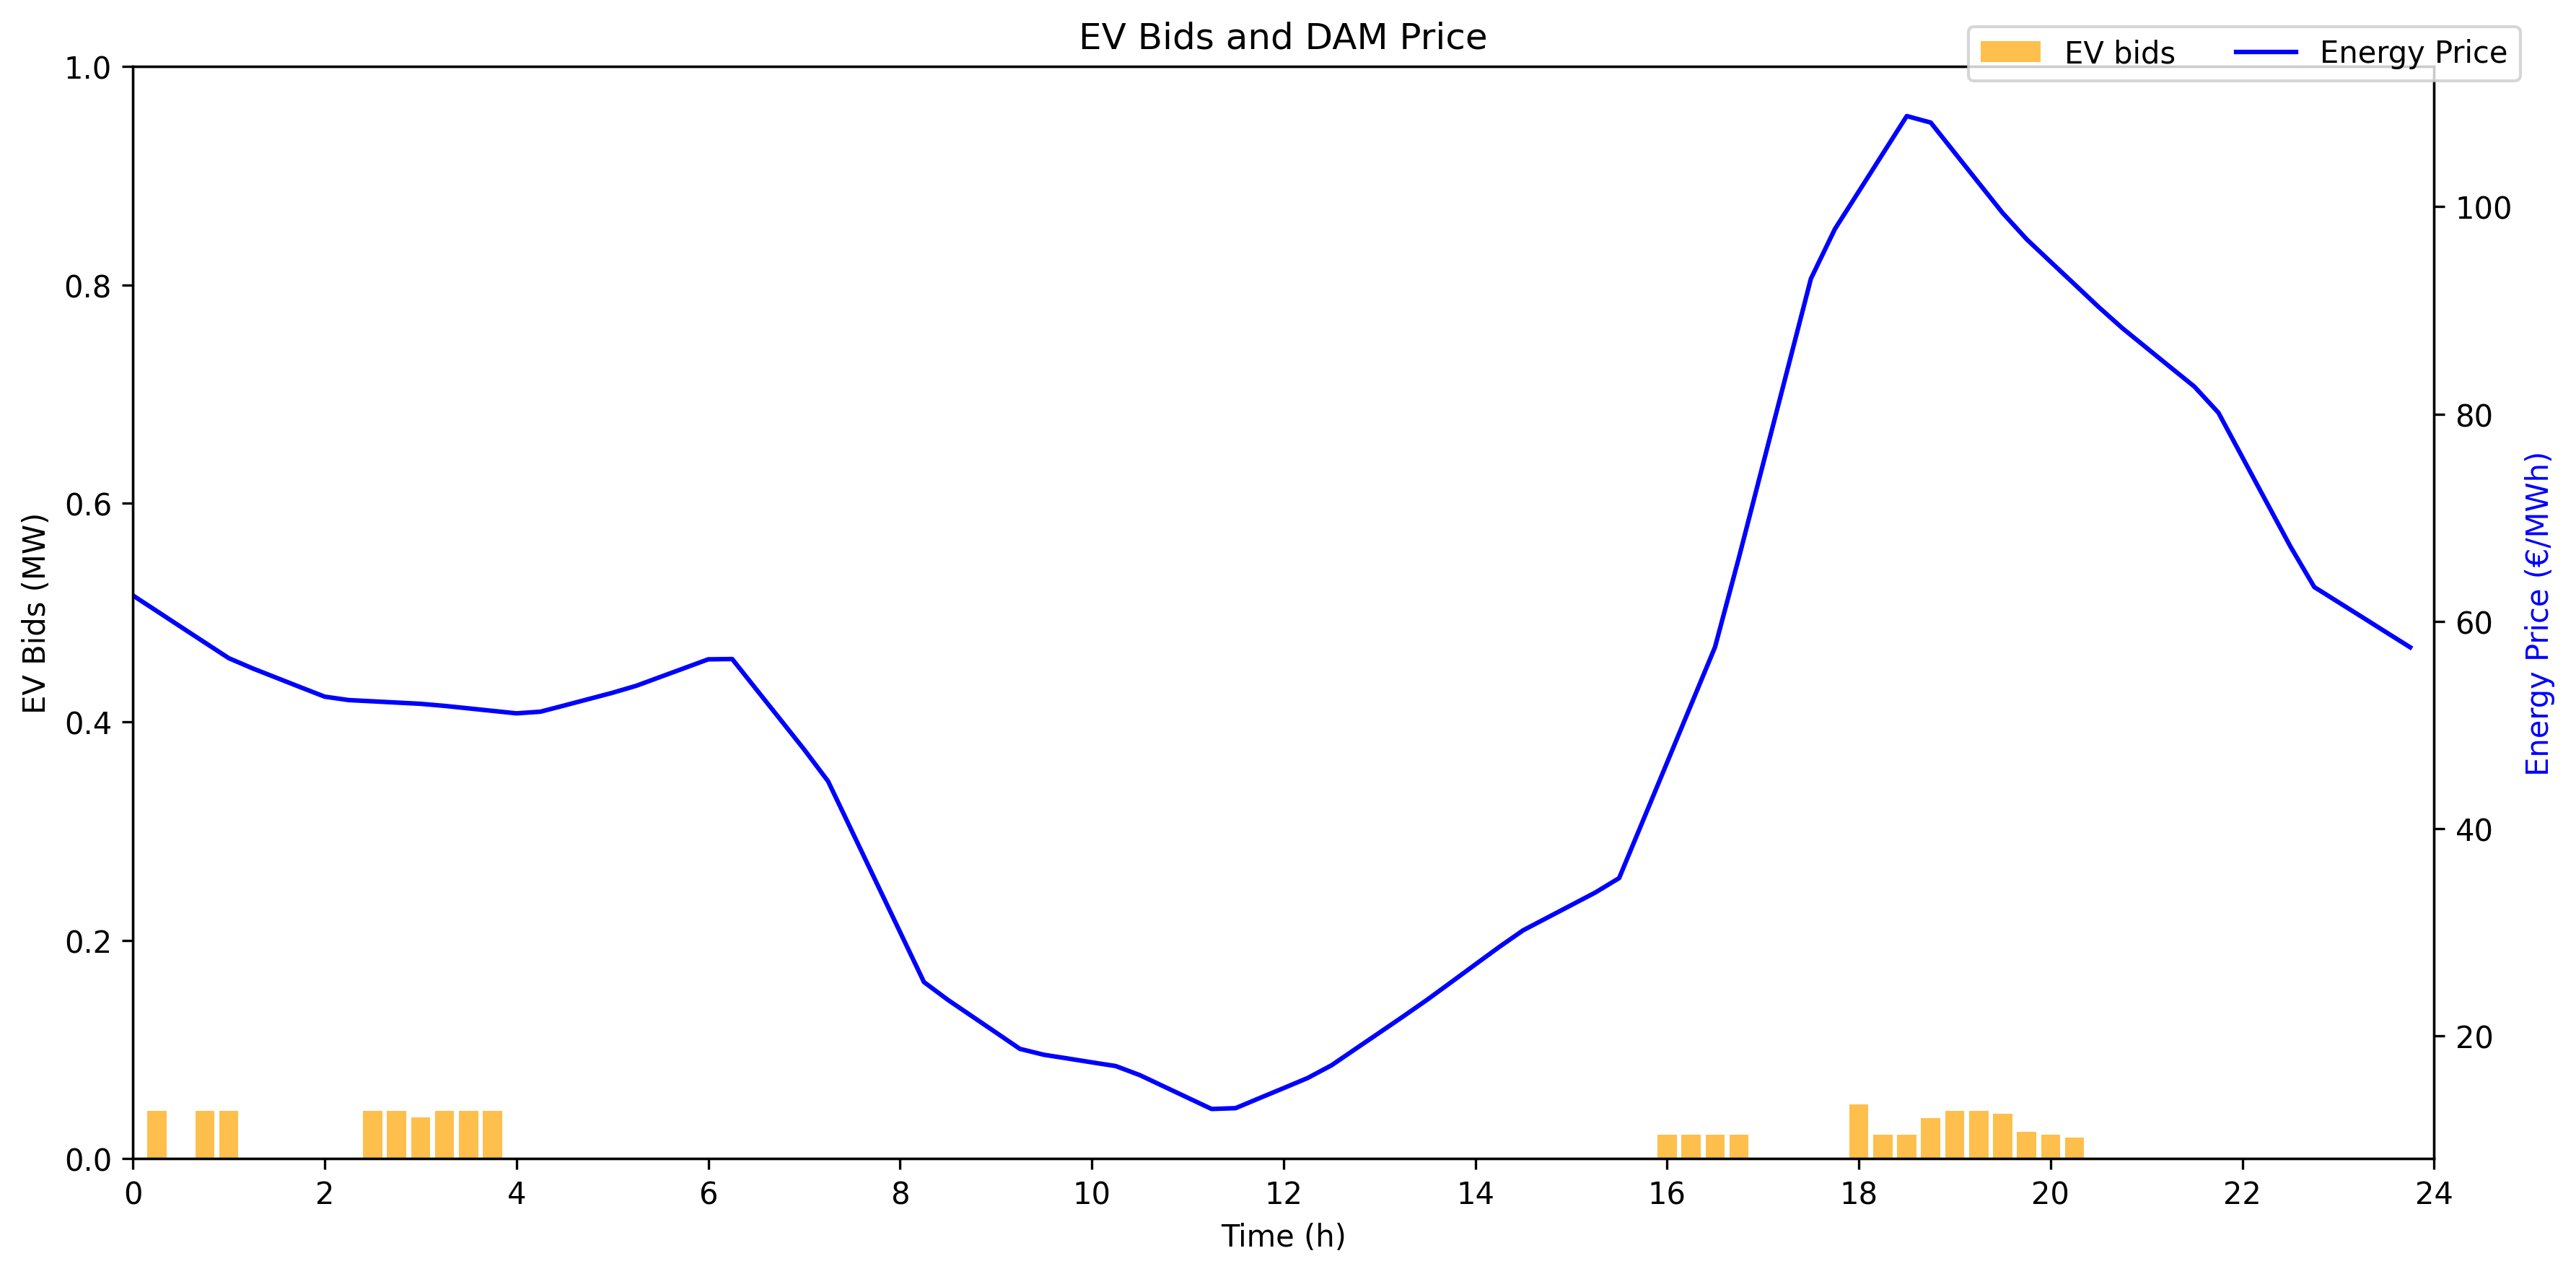 EV Bids and DAM Price
EV bids
Energy Price
EV Bids (MW)
1.0
0.8
0.6
0.4
0.2
0.0
100
80
60
40
20
Energy Price (€/MWh)
0 2 4 6 8 10 12 14 16 18 20 22 24
Time (h)